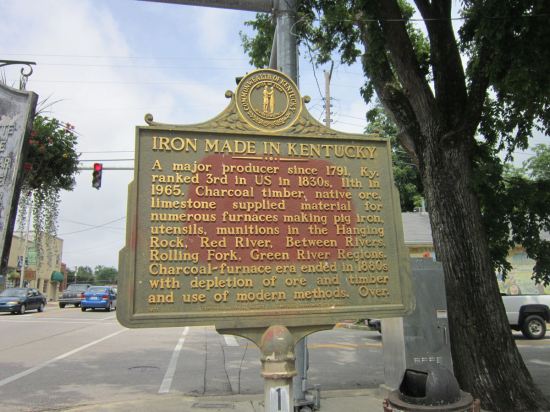 COMMONWEALTH OF KENTUCKY
IRON MADE IN KENTUCKY
A major producer since 1791, Ky.
ranked 3rd in US in 1830s, 11th in
1965. Charcoal timber, native ore,
limestone supplied material for
numerous furnaces making pig iron,
utensils, munitions in the Hanging
Rock, Red River, Between Rivers,
Rolling Fork, Green River Regions.
Charcoal-furnace era ended in 1880s
with depletion of ore and timber
and use of modern methods. Over.
1